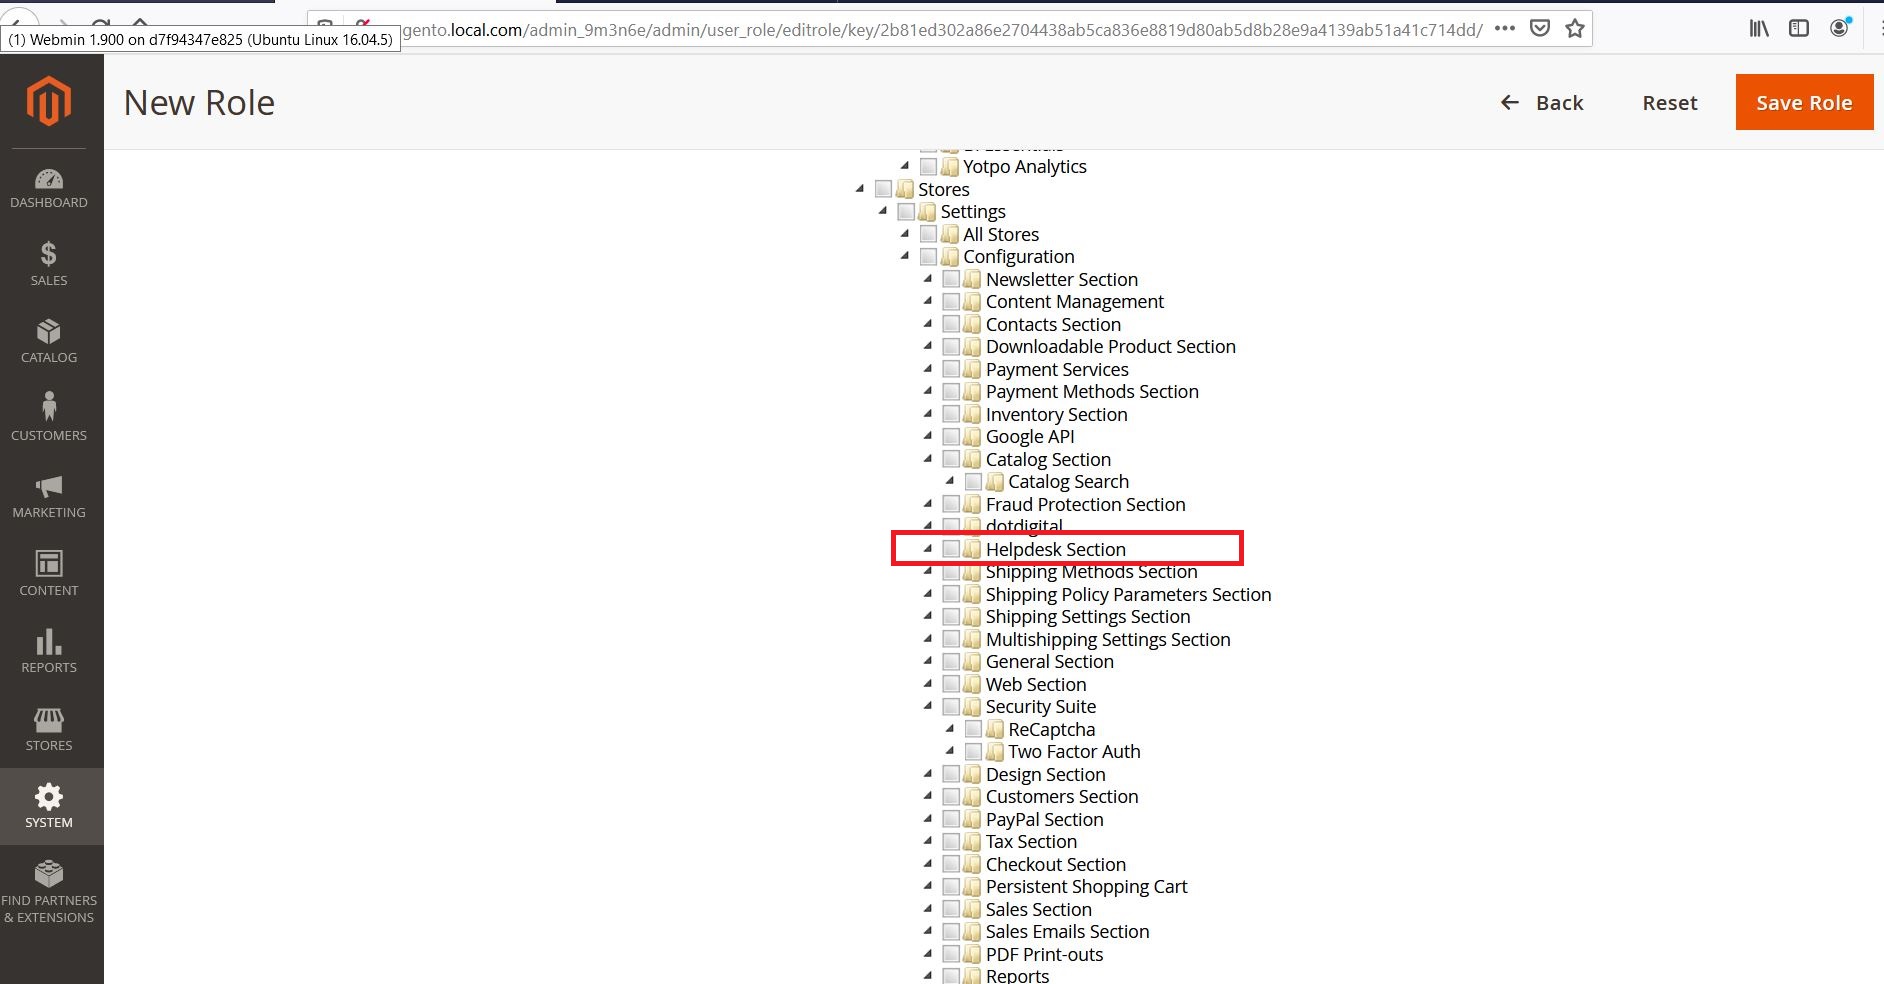 (1) Webmin 1.900 on d7f94347e825 (Ubuntu Linux 16.04.5)
gento.local.com/admin_9m3n6e/admin/user_role/editrole/key/2b81ed302a86e2704438ab5ca836e8819d80ab5d8b28e9a4139ab51a41c714dd/
New Role
Back
Reset
Save Role
DASHBOARD
SALES
CATALOG
CUSTOMERS
MARKETING
CONTENT
REPORTS
STORES
SYSTEM
FIND PARTNERS
& EXTENSIONS
Yotpo Analytics
Stores
Settings
All Stores
Configuration
Newsletter Section
Content Management
Contacts Section
Downloadable Product Section
Payment Services
Payment Methods Section
Inventory Section
Google API
Catalog Section
Catalog Search
Fraud Protection Section
dotdigital
Helpdesk Section
Shipping Methods Section
Shipping Policy Parameters Section
Shipping Settings Section
Multishipping Settings Section
General Section
Web Section
Security Suite
ReCaptcha
Two Factor Auth
Design Section
Customers Section
PayPal Section
Tax Section
Checkout Section
Persistent Shopping Cart
Sales Section
Sales Emails Section
PDF Print-outs
Reports